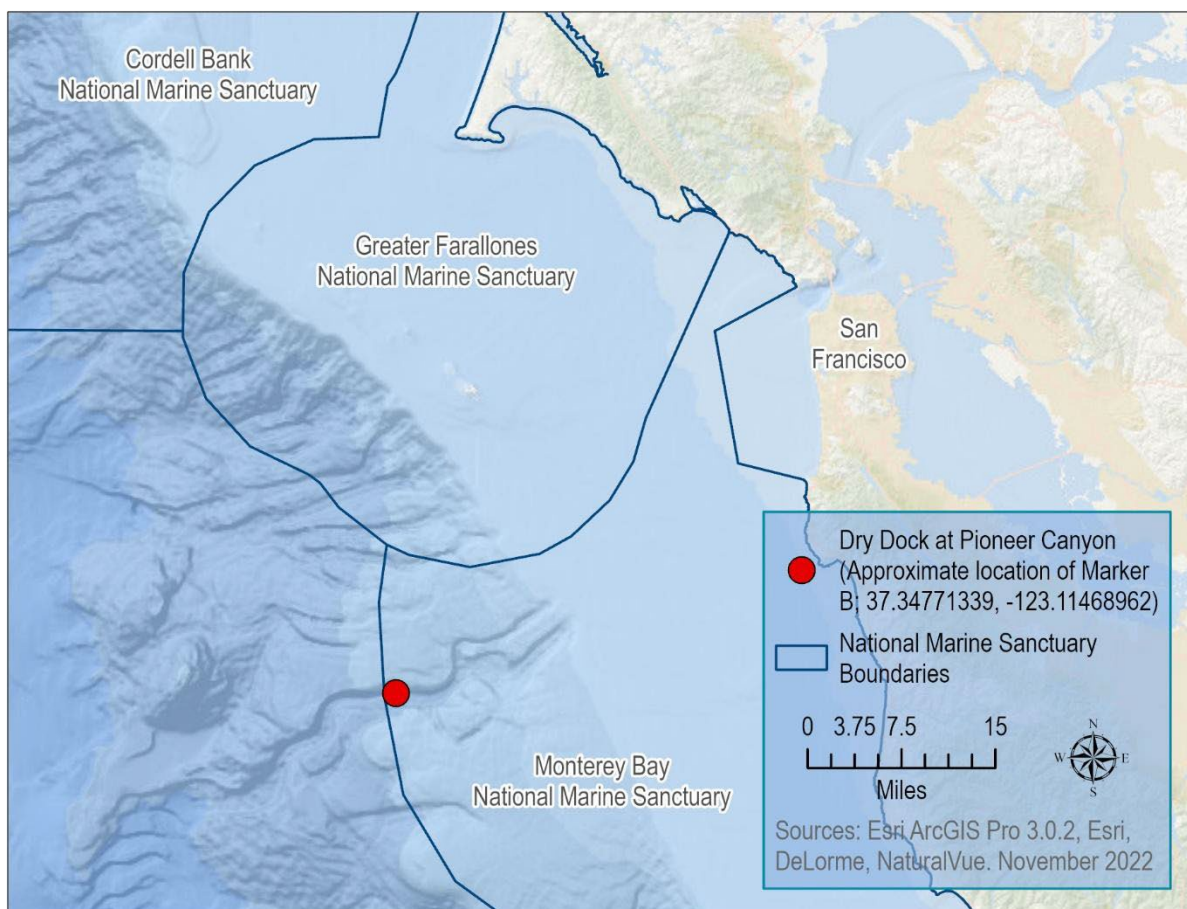 Cordell Bank
National Marine Sanctuary
Greater Farallones
National Marine Sanctuary
San
Francisco
Dry Dock at Pioneer Canyon
(Approximate location of Marker
B; 37.34771339, -123.11468962)
National Marine Sanctuary
Boundaries
0 3.75 7.5 15
Miles
N
W E
S
Sources: Esri ArcGIS Pro 3.0.2, Esri,
DeLorme, NaturalVue. November 2022
Monterey Bay
National Marine Sanctuary